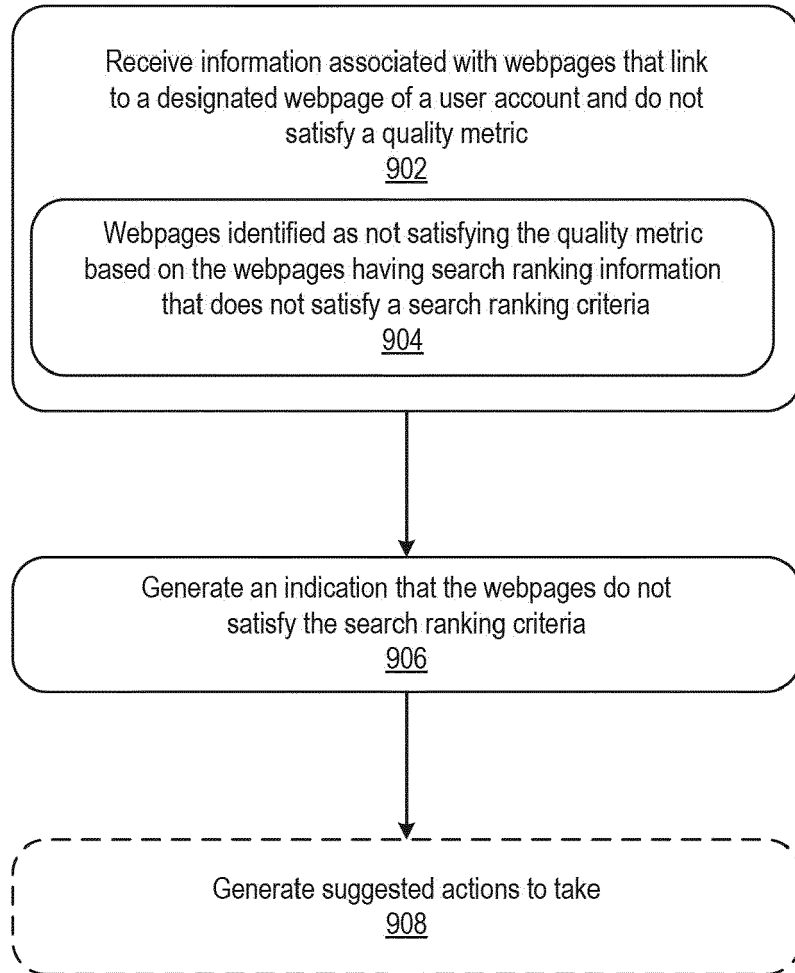 Receive information associated with webpages that link
to a designated webpage of a user account and do not
satisfy a quality metric
902
Webpages identified as not satisfying the quality metric
based on the webpages having search ranking information
that does not satisfy a search ranking criteria
904
Generate an indication that the webpages do not
satisfy the search ranking criteria
906
Generate suggested actions to take
908